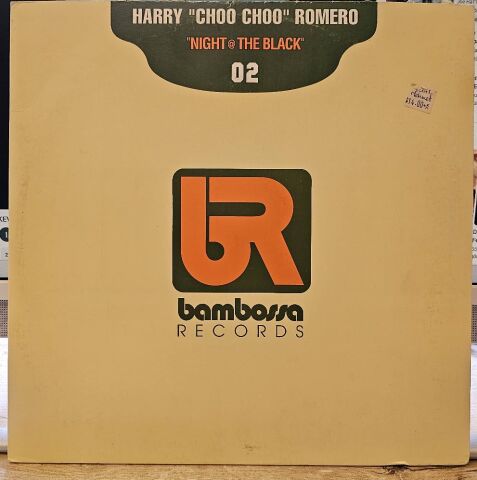 HARRY "CHOO CHOO" ROMERO
"NIGHT @ THE BLACK"
02
bambossa
RECORDS